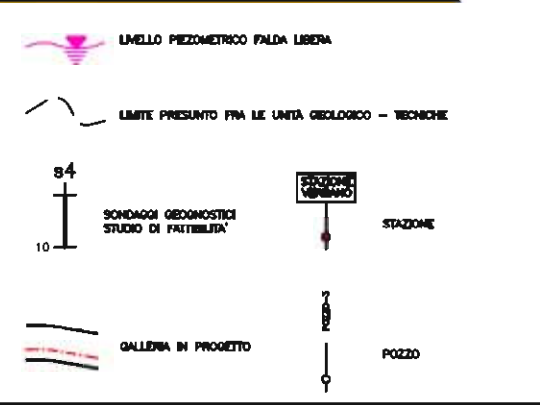 LIVELLO PIEZOMETRICO FALDA LIBERA
LIMITE PRESUNTO FRA LE UNITÀ GEOLOGICO - TECNICHE
s4
10
SONDAGGI GEOGNOSTICI
STUDIO DI FATTIBILITA'
STAZIONE
STAZIONE
GALLERIA IN PROGETTO
POZZO